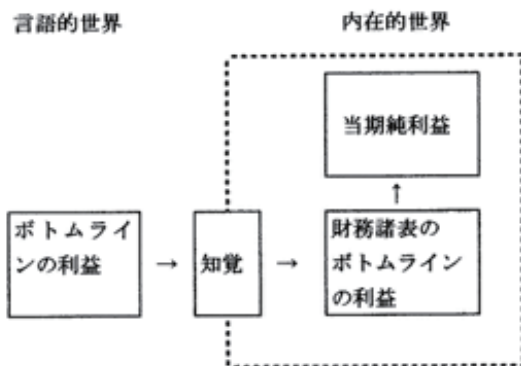 言語的世界
内在的世界
当期純利益
↑
ボトムライ
ンの利益
→
知覚
→
財務諸表の
ボトムライン
の利益